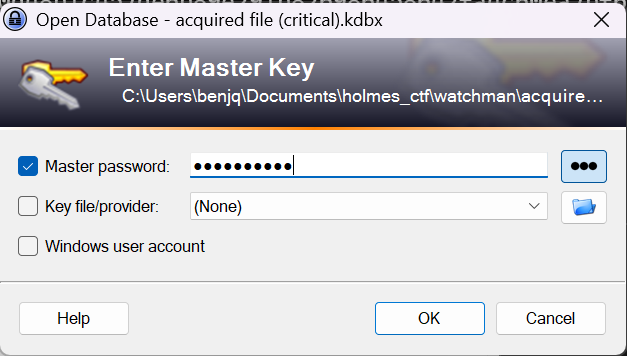 Open Database - acquired file (critical).kdbx
Enter Master Key
C:\Users\benjq\Documents\holmes_ctf\watchman\acquire...
Master password: ●●●●●●●●●●
Key file/provider: (None)
Windows user account
Help OK Cancel